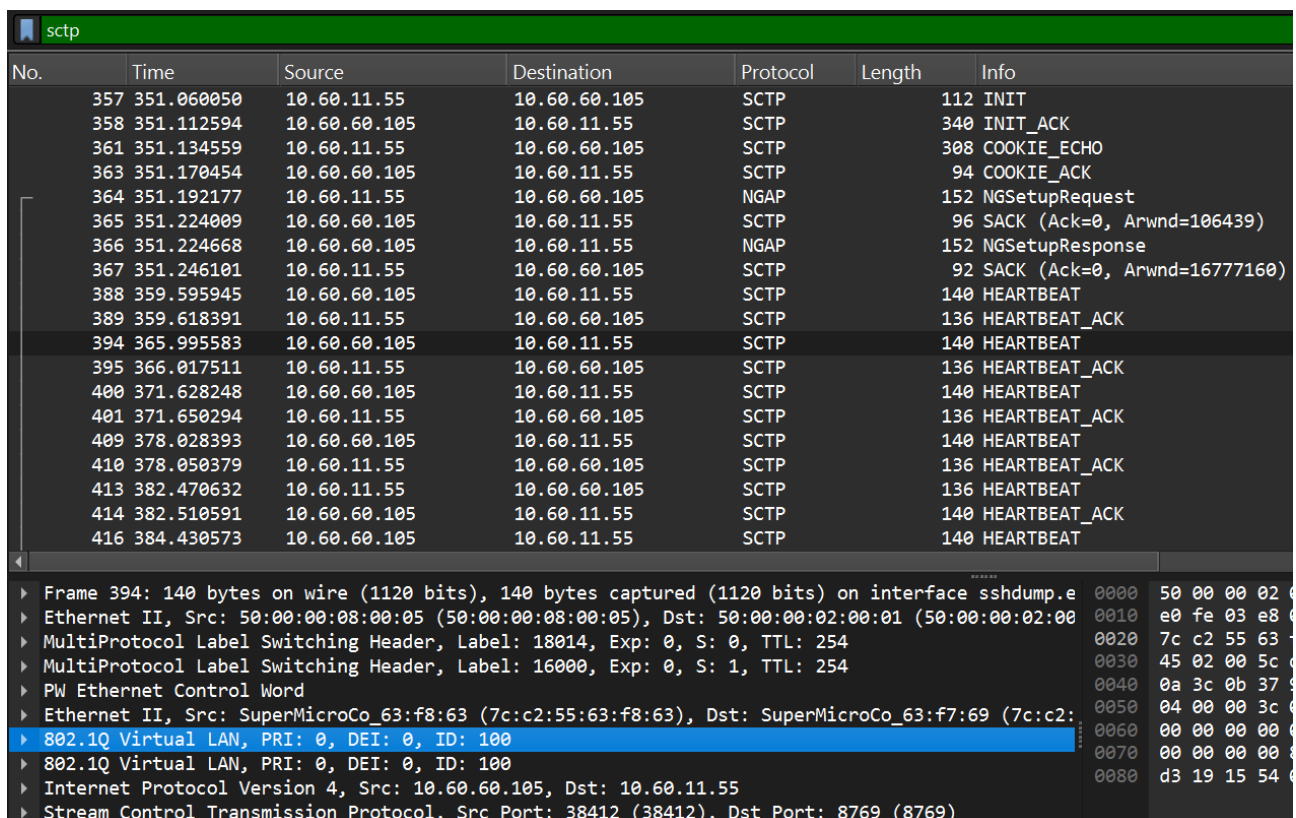 sctp
No. Time Source Destination Protocol Length Info
357 351.060050 10.60.11.55 10.60.60.105 SCTP 112 INIT
358 351.112594 10.60.60.105 10.60.11.55 SCTP 340 INIT_ACK
361 351.134559 10.60.11.55 10.60.60.105 SCTP 308 COOKIE_ECHO
363 351.170454 10.60.60.105 10.60.11.55 SCTP 94 COOKIE_ACK
364 351.192177 10.60.11.55 10.60.60.105 NGAP 152 NGSetupRequest
365 351.224009 10.60.60.105 10.60.11.55 SCTP 96 SACK (Ack=0, Arwnd=106439)
366 351.224668 10.60.60.105 10.60.11.55 NGAP 152 NGSetupResponse
367 351.246101 10.60.11.55 10.60.60.105 SCTP 92 SACK (Ack=0, Arwnd=16777160)
388 359.595945 10.60.60.105 10.60.11.55 SCTP 140 HEARTBEAT
389 359.618391 10.60.11.55 10.60.60.105 SCTP 136 HEARTBEAT_ACK
394 365.995583 10.60.60.105 10.60.11.55 SCTP 140 HEARTBEAT
395 366.017511 10.60.11.55 10.60.60.105 SCTP 136 HEARTBEAT_ACK
400 371.628248 10.60.60.105 10.60.11.55 SCTP 140 HEARTBEAT
401 371.650294 10.60.11.55 10.60.60.105 SCTP 136 HEARTBEAT_ACK
409 378.028393 10.60.60.105 10.60.11.55 SCTP 140 HEARTBEAT
410 378.050379 10.60.11.55 10.60.60.105 SCTP 136 HEARTBEAT_ACK
413 382.470632 10.60.11.55 10.60.60.105 SCTP 136 HEARTBEAT
414 382.510591 10.60.60.105 10.60.11.55 SCTP 140 HEARTBEAT_ACK
416 384.430573 10.60.60.105 10.60.11.55 SCTP 140 HEARTBEAT
Frame 394: 140 bytes on wire (1120 bits), 140 bytes captured (1120 bits) on interface sshdump.e
Ethernet II, Src: 50:00:00:08:00:05 (50:00:00:08:00:05), Dst: 50:00:00:02:00:01 (50:00:00:02:00
MultiProtocol Label Switching Header, Label: 18014, Exp: 0, S: 0, TTL: 254
MultiProtocol Label Switching Header, Label: 16000, Exp: 0, S: 1, TTL: 254
PW Ethernet Control Word
Ethernet II, Src: SuperMicroCo_63:f8:63 (7c:c2:55:63:f8:63), Dst: SuperMicroCo_63:f7:69 (7c:c2:
802.1Q Virtual LAN, PRI: 0, DEI: 0, ID: 100
802.1Q Virtual LAN, PRI: 0, DEI: 0, ID: 100
Internet Protocol Version 4, Src: 10.60.60.105, Dst: 10.60.11.55
Stream Control Transmission Protocol, Src Port: 38412 (38412), Dst Port: 8769 (8769)
0000 50 00 00 02
0010 e0 fe 03 e8
0020 7c c2 55 63
0030 45 02 00 5c
0040 0a 3c 0b 37
0050 04 00 00 3c
0060 00 00 00 00
0070 00 00 00 00
0080 d3 19 15 54